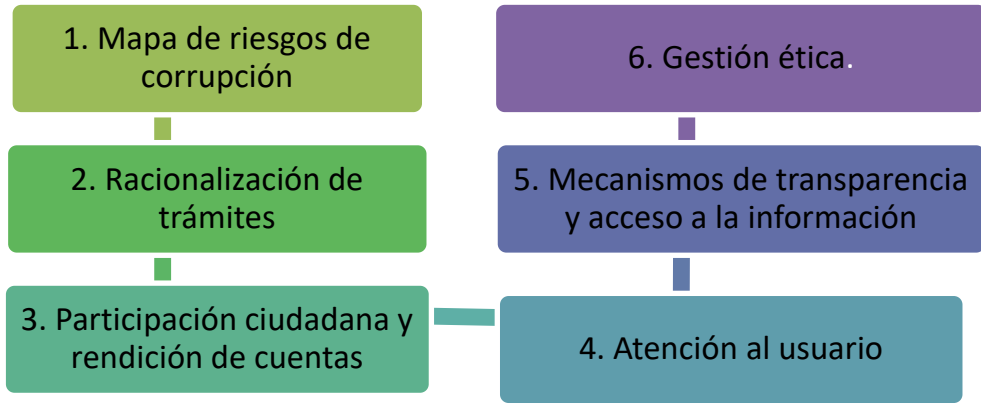 1. Mapa de riesgos de
corrupción
2. Racionalización de
trámites
3. Participación ciudadana y
rendición de cuentas
4. Atención al usuario
5. Mecanismos de transparencia
y acceso a la información
6. Gestión ética.